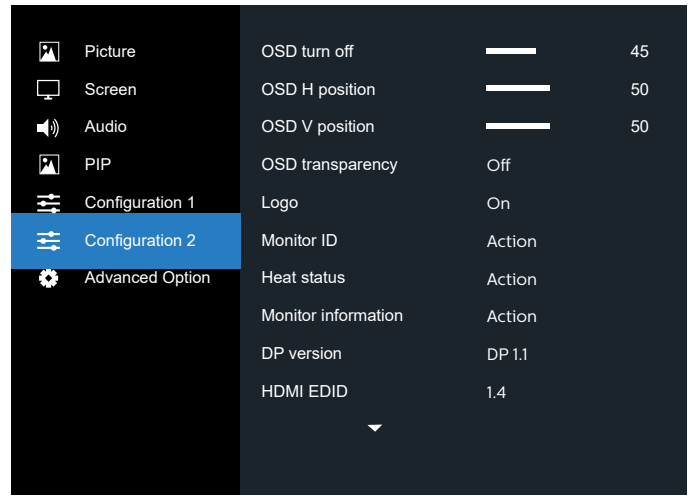 Picture
Screen
Audio
PIP
Configuration 1
Configuration 2
Advanced Option
OSD turn off 45
OSD H position 50
OSD V position 50
OSD transparency Off
Logo On
Monitor ID Action
Heat status Action
Monitor information Action
DP version DP 1.1
HDMI EDID 1.4